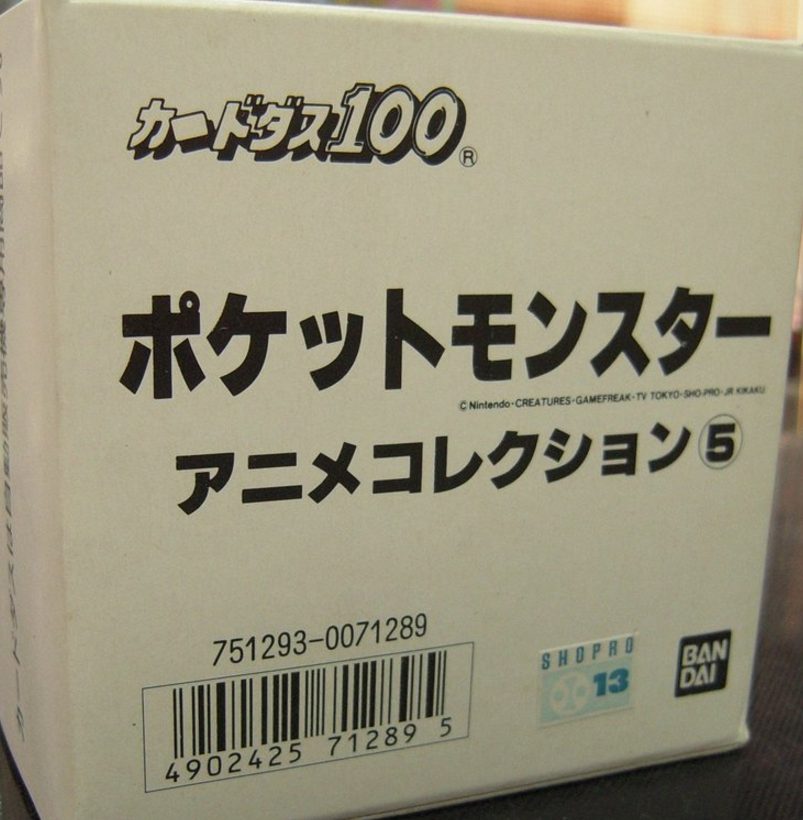 カードダス100®
ポケットモンスター
©Nintendo・CREATURES・GAMEFREAK・TV TOKYO・SHO-PRO・JR KIKAKU
アニメコレクション⑤
751293-0071289
4902425 71289 5
SHOPRO
13
BAN
DAI